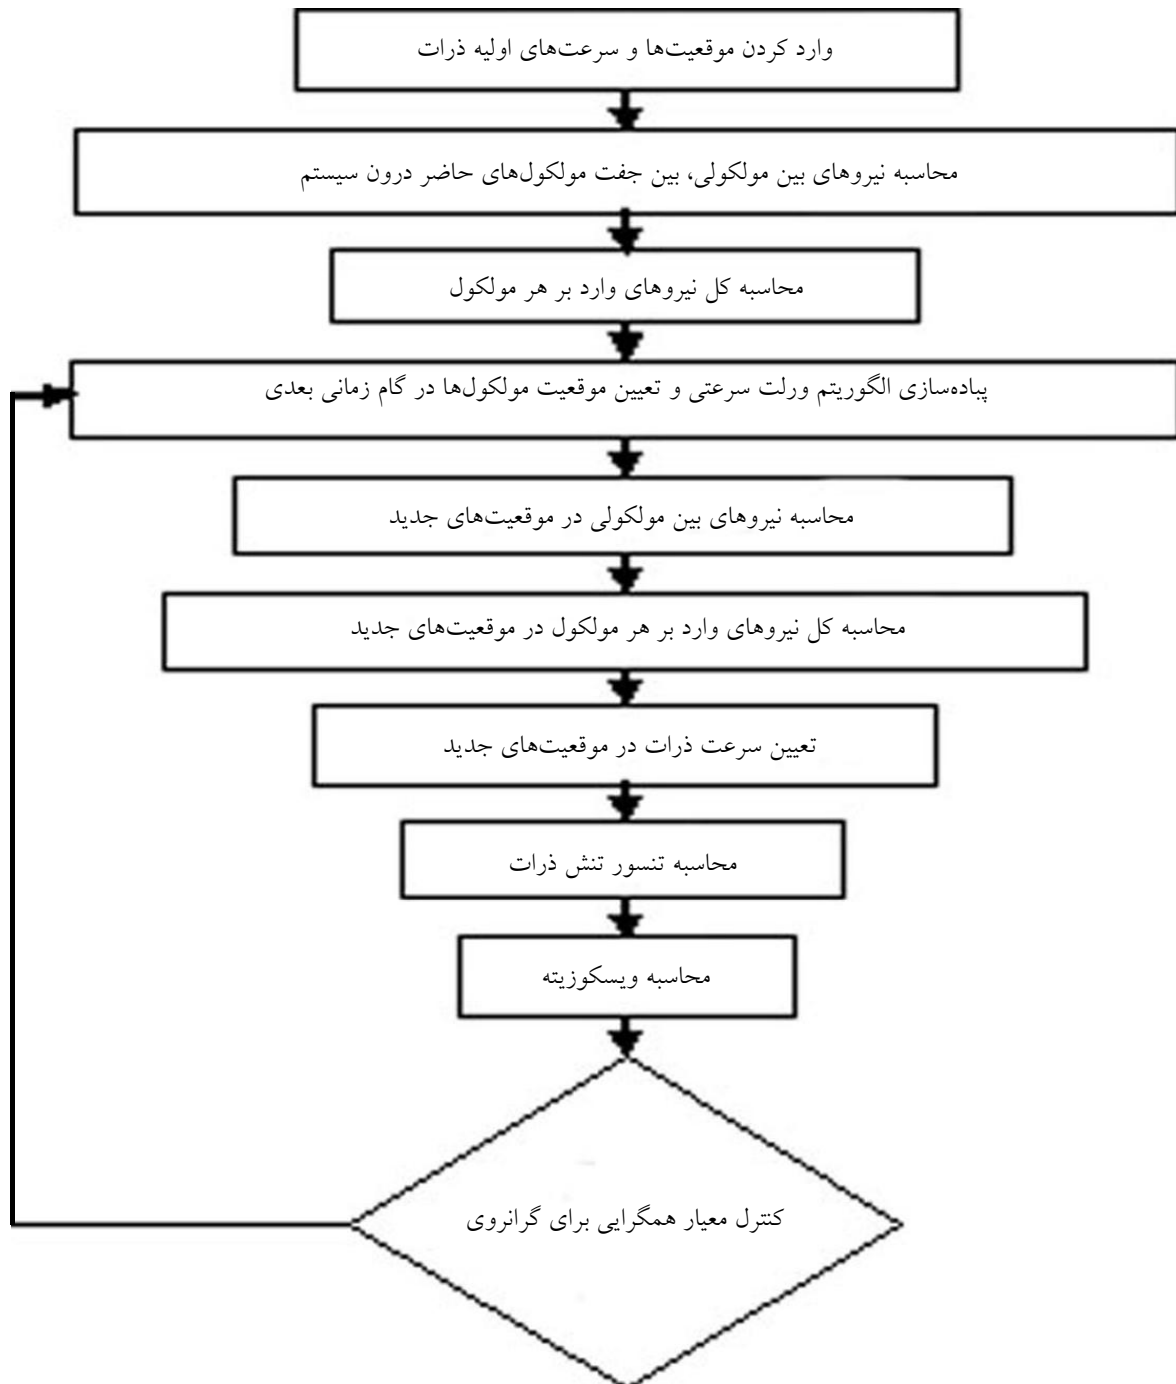 وارد کردن موقعیت‌ها و سرعت‌های اولیه ذرات
محاسبه نیروهای بین مولکولی، بین جفت مولکول‌های حاضر درون سیستم
محاسبه کل نیروهای وارد بر هر مولکول
پباده‌سازی الگوریتم ورلت سرعتی و تعیین موقعیت مولکول‌ها در گام زمانی بعدی
محاسبه نیروهای بین مولکولی در موقعیت‌های جدید
محاسبه کل نیروهای وارد بر هر مولکول در موقعیت‌های جدید
تعیین سرعت ذرات در موقعیت‌های جدید
محاسبه تنسور تنش ذرات
محاسبه ویسکوزیته
کنترل معیار همگرایی برای گرانروی